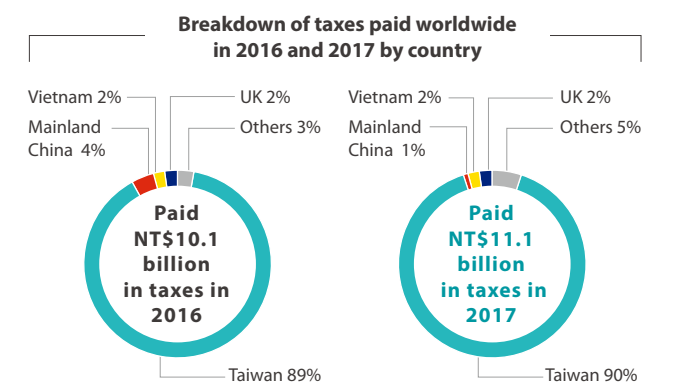 Breakdown of taxes paid worldwide
in 2016 and 2017 by country
Vietnam 2%
UK 2%
Mainland
China 4%
Others 3%
Paid
NT$10.1
billion
in taxes in
2016
Taiwan 89%
Vietnam 2%
UK 2%
Mainland
China 1%
Others 5%
Paid
NT$11.1
billion
in taxes in
2017
Taiwan 90%